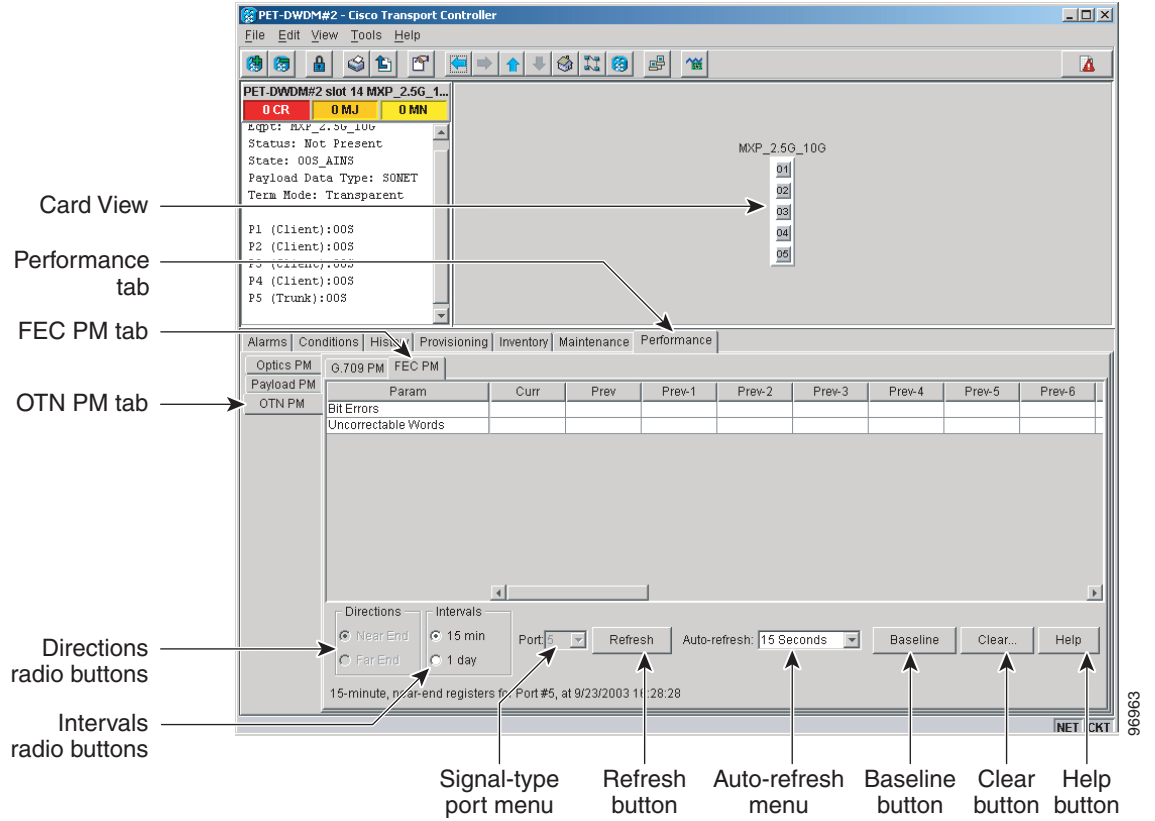 PET-DWDM#2 - Cisco Transport Controller
File Edit View Tools Help
PET-DWDM#2 slot 14 MXP_2.5G_1...
0 CR 0 MJ 0 MN
Eqpt: MXP_2.5G_10G
Status: Not Present
State: OOS_AINS
Payload Data Type: SONET
Term Mode: Transparent
P1 (Client):OOS
P2 (Client):OOS
P3 (Client):OOS
P4 (Client):OOS
P5 (Trunk):OOS
MXP_2.5G_10G
01
02
03
04
05
Card View
Performance
tab
FEC PM tab
OTN PM tab
Alarms Conditions History Provisioning Inventory Maintenance Performance
Optics PM
Payload PM
OTN PM
G.709 PM FEC PM
Param Curr Prev Prev-1 Prev-2 Prev-3 Prev-4 Prev-5 Prev-6
Bit Errors
Uncorrectable Words
Directions Intervals
Near End 15 min
Far End 1 day
Port: 5 Refresh Auto-refresh: 15 Seconds Baseline Clear... Help
15-minute, near-end registers for Port #5, at 9/23/2003 16:28:28
NET CKT
Directions
radio buttons
Intervals
radio buttons
Signal-type
port menu
Refresh
button
Auto-refresh
menu
Baseline
button
Clear
button
Help
button
96963